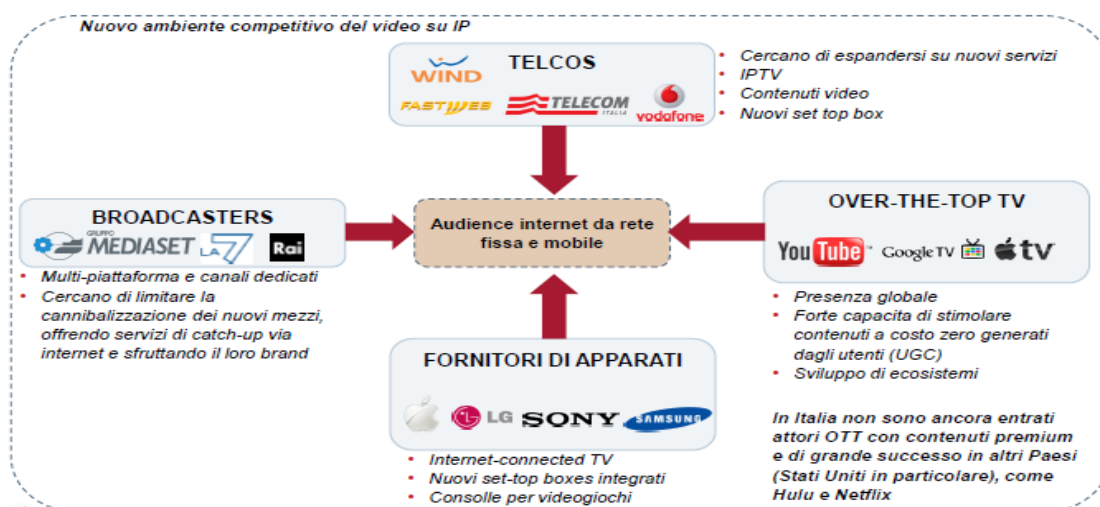 Nuovo ambiente competitivo del video su IP
TELCOS
WIND
FASTWEB
TELECOM
ITALIA
vodafone
• Cercano di espandersi su nuovi servizi
• IPTV
• Contenuti video
• Nuovi set top box
BROADCASTERS
GRUPPO
MEDIASET
LA7
Rai
• Multi-piattaforma e canali dedicati
• Cercano di limitare la
cannibalizzazione dei nuovi mezzi,
offrendo servizi di catch-up via
internet e sfruttando il loro brand
Audience internet da rete
fissa e mobile
OVER-THE-TOP TV
YouTube™
Google TV
tv
• Presenza globale
• Forte capacita di stimolare
contenuti a costo zero generati
dagli utenti (UGC)
• Sviluppo di ecosistemi
In Italia non sono ancora entrati
attori OTT con contenuti premium
e di grande successo in altri Paesi
(Stati Uniti in particolare), come
Hulu e Netflix
FORNITORI DI APPARATI
LG
SONY
SAMSUNG
• Internet-connected TV
• Nuovi set-top boxes integrati
• Consolle per videogiochi